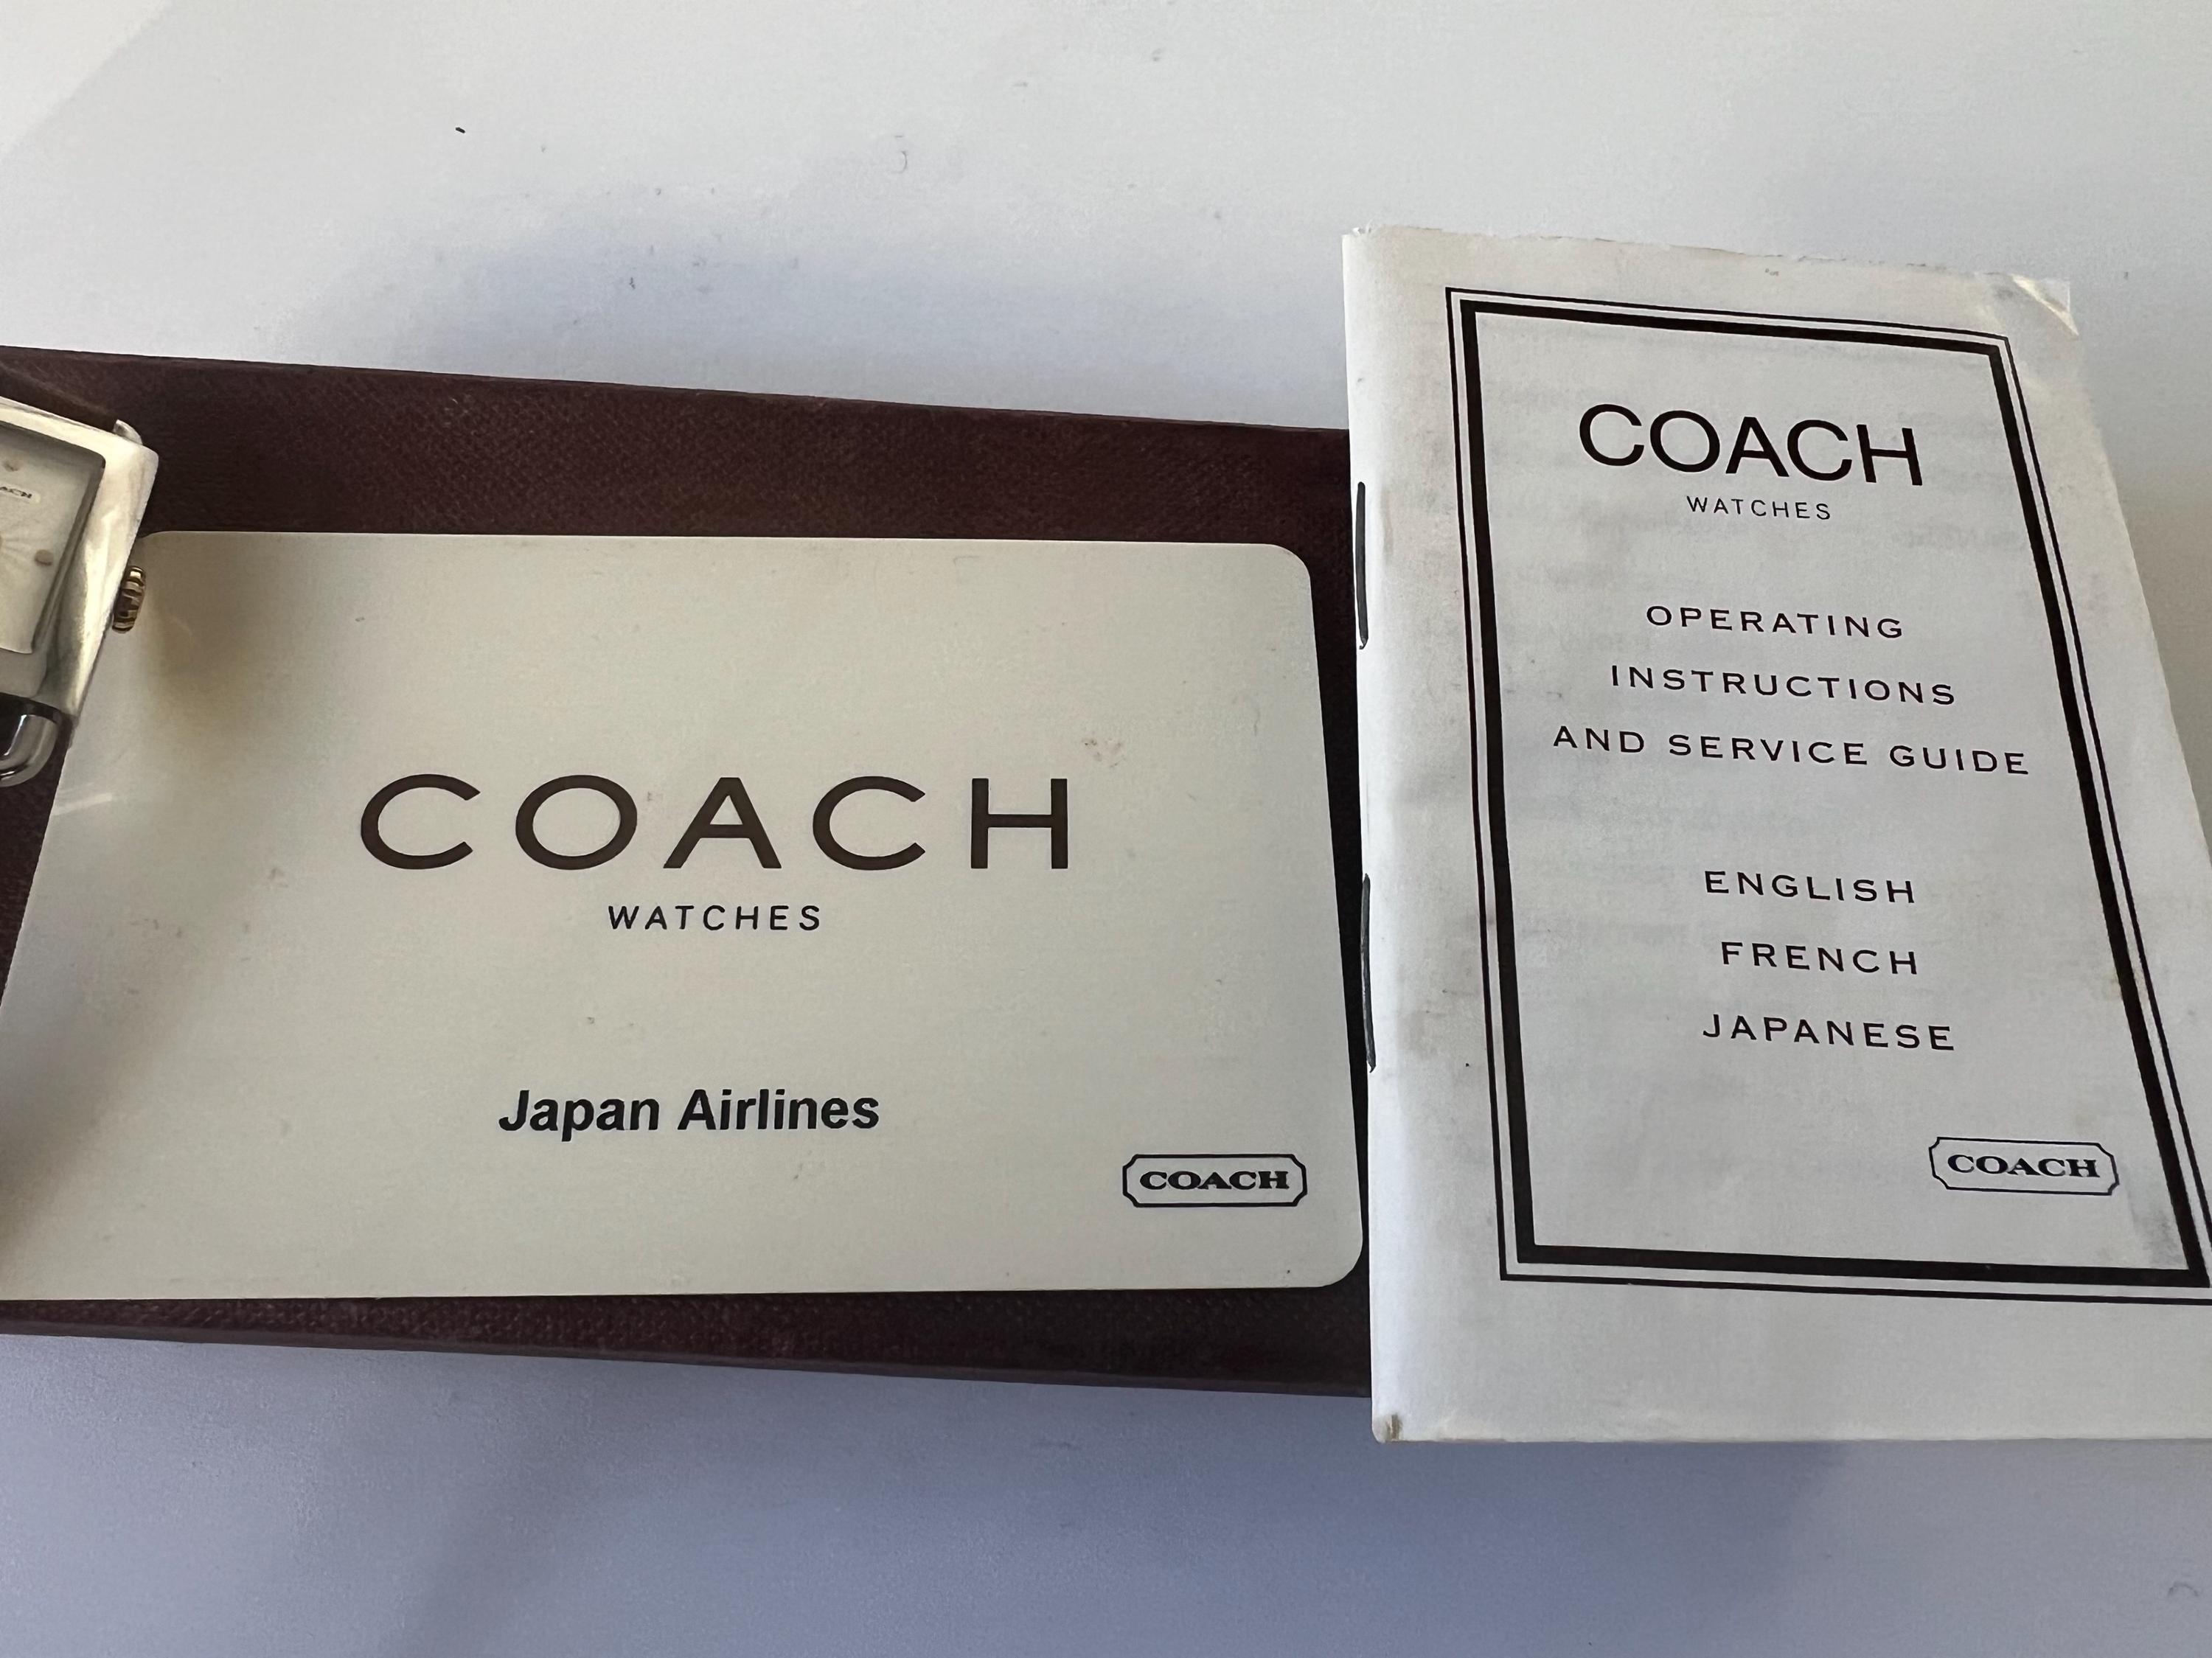 COACH
WATCHES
Japan Airlines
COACH
COACH
WATCHES
OPERATING
INSTRUCTIONS
AND SERVICE GUIDE
ENGLISH
FRENCH
JAPANESE
COACH